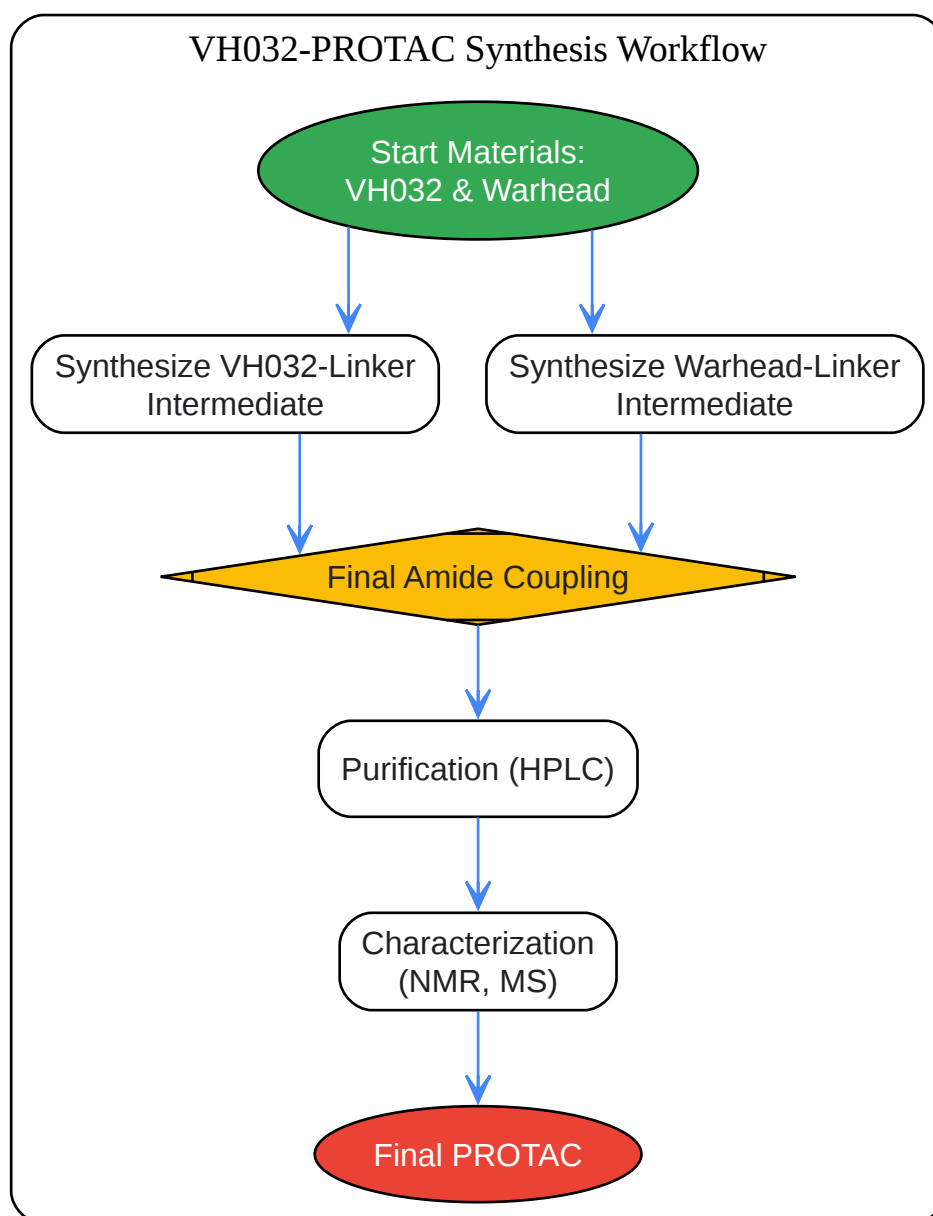 VH032-PROTAC Synthesis Workflow
Start Materials:
VH032 & Warhead
Synthesize VH032-Linker
Intermediate
Synthesize Warhead-Linker
Intermediate
Final Amide Coupling
Purification (HPLC)
Characterization
(NMR, MS)
Final PROTAC